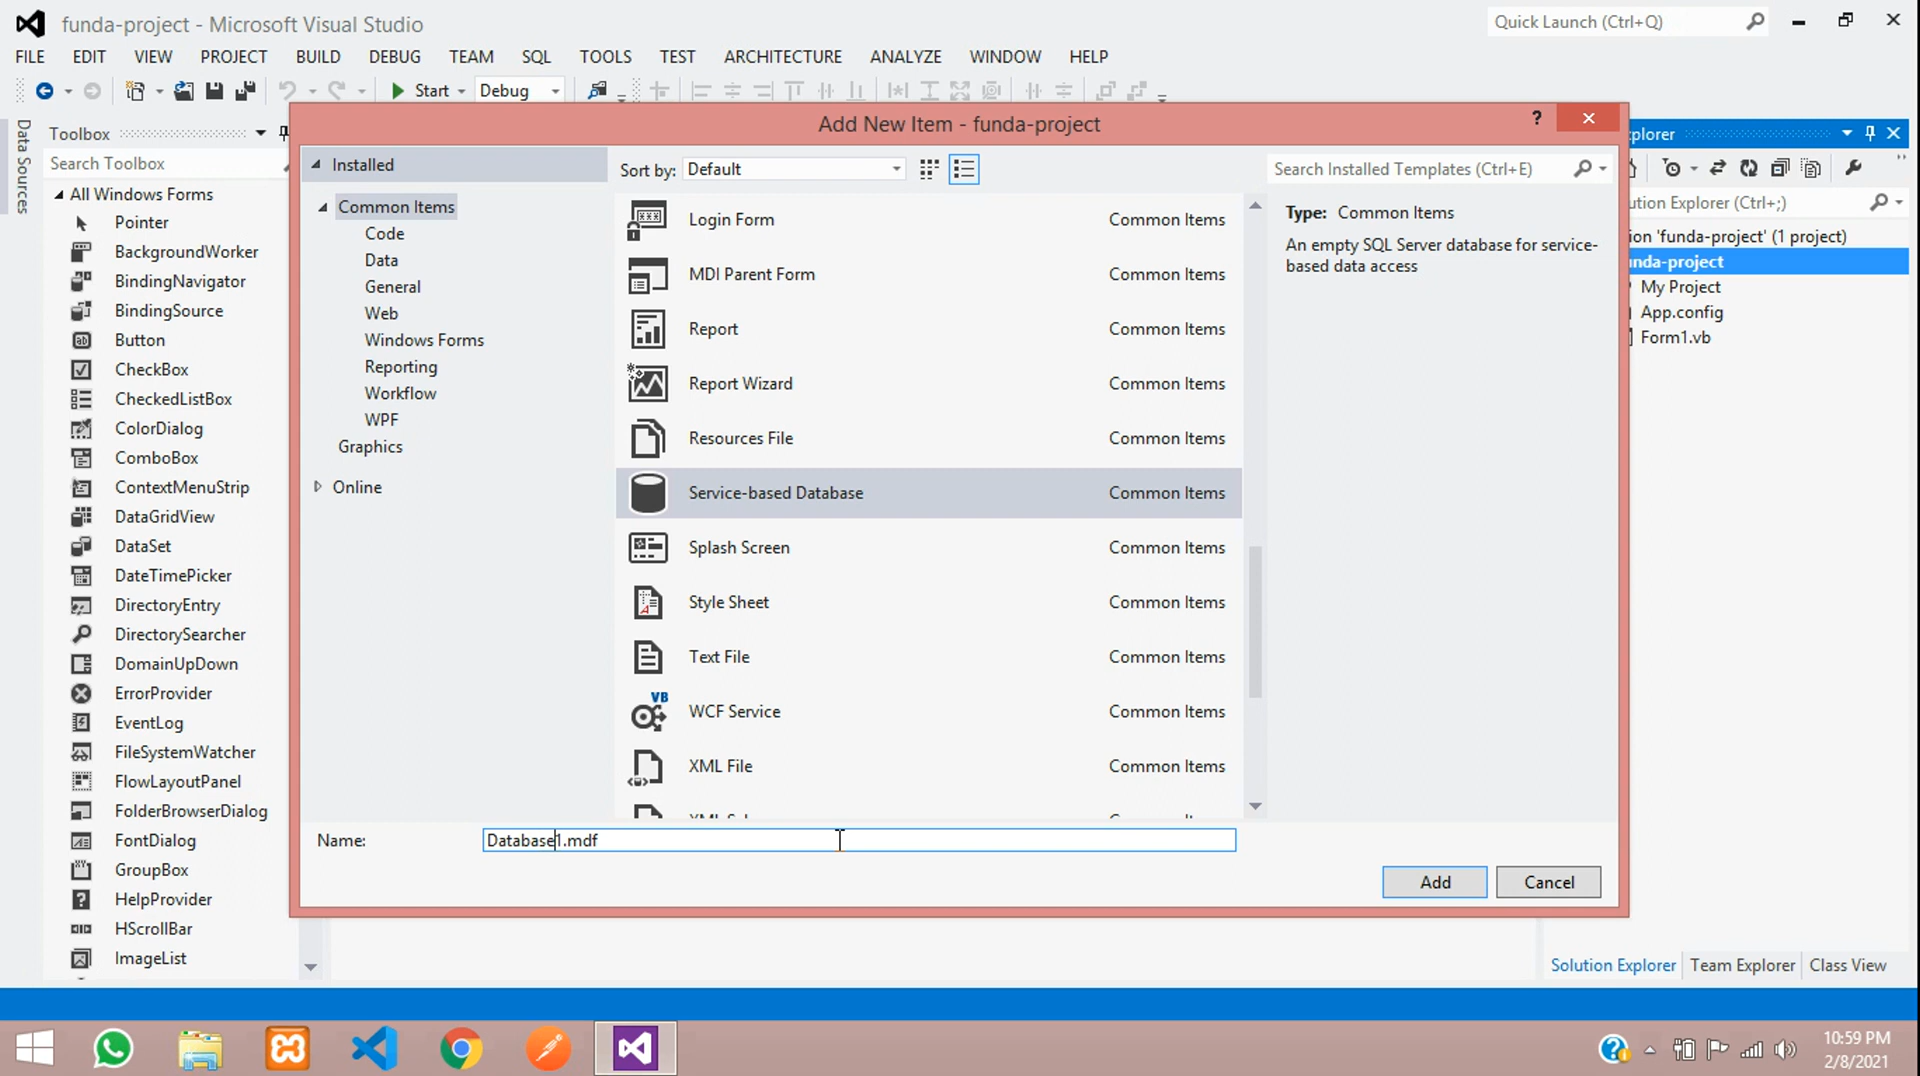 funda-project - Microsoft Visual Studio
Quick Launch (Ctrl+Q)
FILE EDIT VIEW PROJECT BUILD DEBUG TEAM SQL TOOLS TEST ARCHITECTURE ANALYZE WINDOW HELP
Start Debug
Data Sources
Toolbox
Search Toolbox
All Windows Forms
Pointer
BackgroundWorker
BindingNavigator
BindingSource
Button
CheckBox
CheckedListBox
ColorDialog
ComboBox
ContextMenuStrip
DataGridView
DataSet
DateTimePicker
DirectoryEntry
DirectorySearcher
DomainUpDown
ErrorProvider
EventLog
FileSystemWatcher
FlowLayoutPanel
FolderBrowserDialog
FontDialog
GroupBox
HelpProvider
HScrollBar
ImageList
Add New Item - funda-project
?
Installed
Common Items
Code
Data
General
Web
Windows Forms
Reporting
Workflow
WPF
Graphics
Online
Sort by: Default
Search Installed Templates (Ctrl+E)
Login Form Common Items
MDI Parent Form Common Items
Report Common Items
Report Wizard Common Items
Resources File Common Items
Service-based Database Common Items
Splash Screen Common Items
Style Sheet Common Items
Text File Common Items
VB
WCF Service Common Items
XML File Common Items
Type: Common Items
An empty SQL Server database for service-
based data access
Name: Database1.mdf
Add Cancel
plorer
ution Explorer (Ctrl+;)
ion 'funda-project' (1 project)
unda-project
My Project
App.config
Form1.vb
Solution Explorer Team Explorer Class View
10:59 PM
2/8/2021